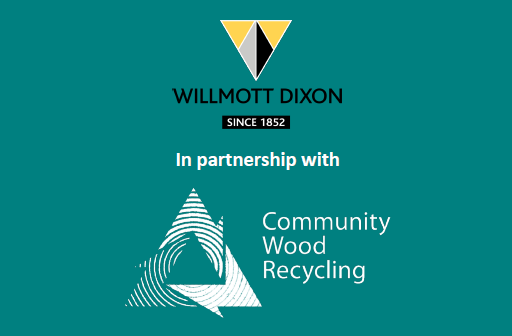 WILLMOTT DIXON
SINCE 1852
In partnership with
Community
Wood
Recycling